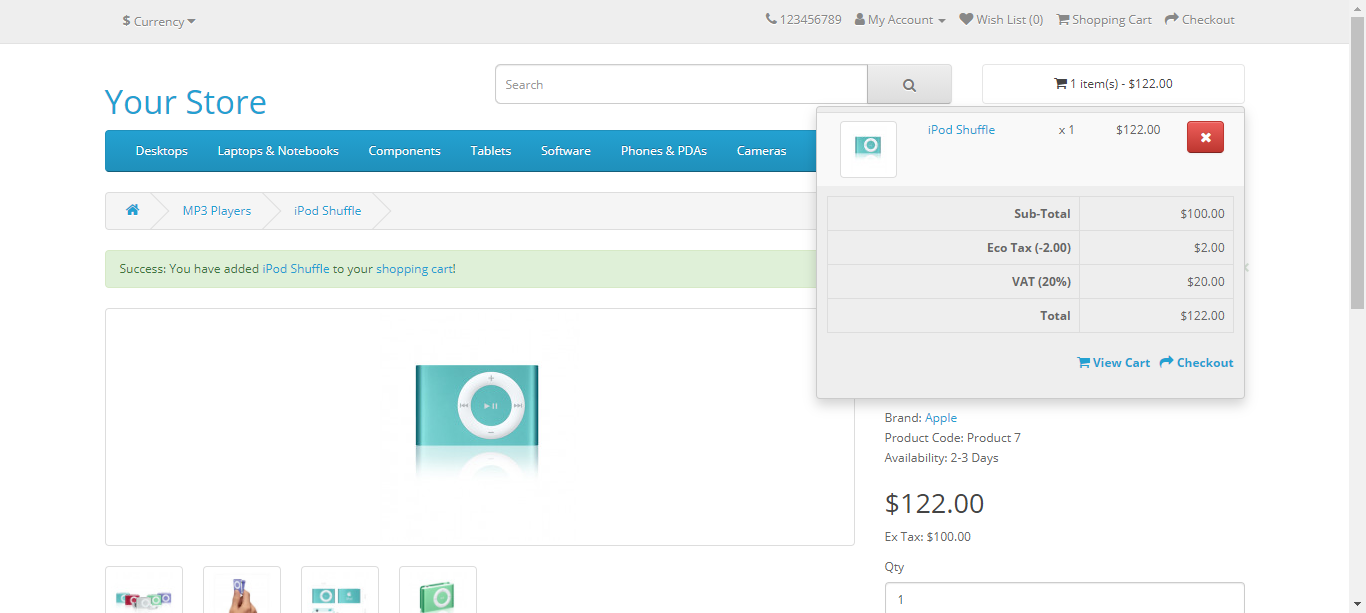 $ Currency
123456789 My Account Wish List (0) Shopping Cart Checkout
Your Store
Search
1 item(s) - $122.00
iPod Shuffle x 1 $122.00
Desktops Laptops & Notebooks Components Tablets Software Phones & PDAs Cameras
MP3 Players iPod Shuffle
Sub-Total $100.00
Eco Tax (-2.00) $2.00
VAT (20%) $20.00
Total $122.00
View Cart Checkout
Success: You have added iPod Shuffle to your shopping cart!
Brand: Apple
Product Code: Product 7
Availability: 2-3 Days
$122.00
Ex Tax: $100.00
Qty
1